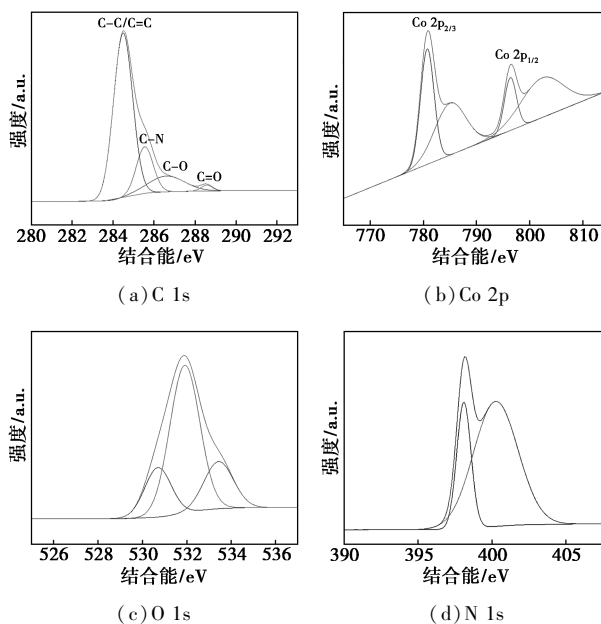 C-C/C=C
C-N
C-O
C=O
强度/a.u.
280 282 284 286 288 290 292
结合能/eV
(a)C 1s
Co 2p2/3
Co 2p1/2
强度/a.u.
770 780 790 800 810
结合能/eV
(b)Co 2p
强度/a.u.
526 528 530 532 534 536
结合能/eV
(c)O 1s
强度/a.u.
390 395 400 405
结合能/eV
(d)N 1s